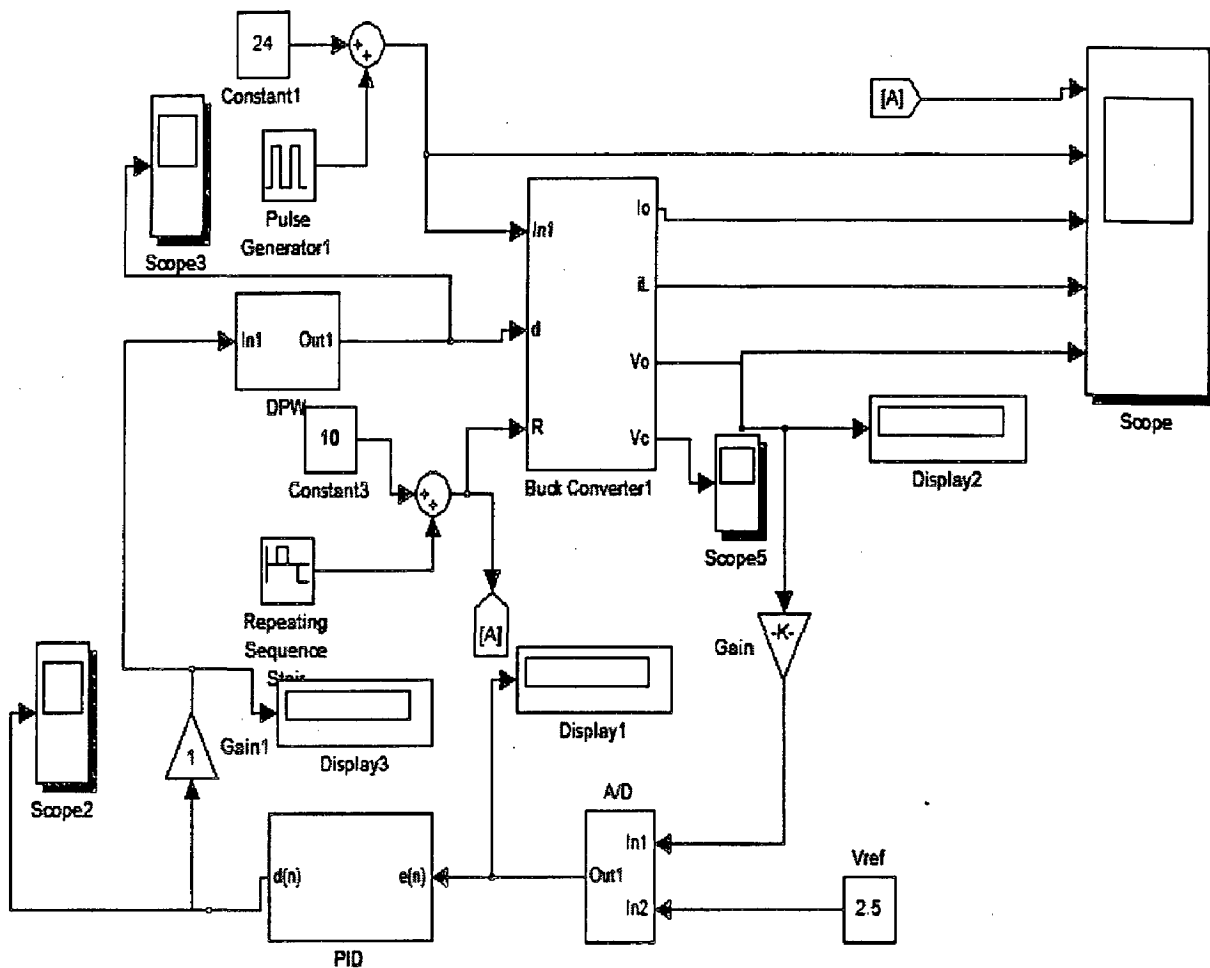 24
Constant1
Scope3
Pulse
Generator1
[A]
Scope
In1
d
R
Io
iL
Vo
Vc
Buck Converter1
In1
Out1
DPW
10
Constant3
Repeating
Sequence
Stair
[A]
Scope5
Display2
-K-
Gain
Display1
Scope2
1
Gain1
Display3
A/D
In1
Out1
In2
Vref
2.5
d(n)
e(n)
PID